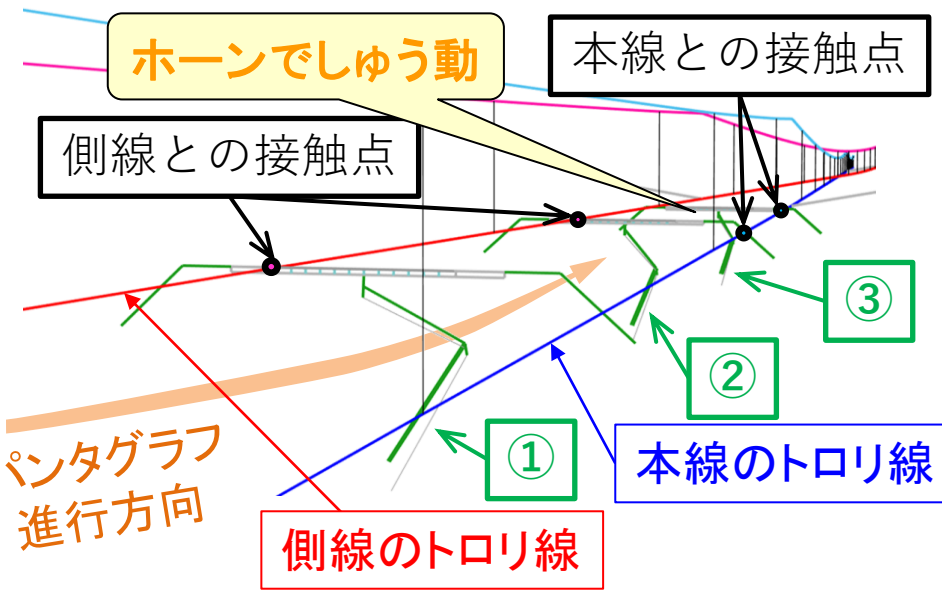 ホーンでしゅう動
本線との接触点
側線との接触点
③
②
①
パンタグラフ
進行方向
本線のトロリ線
側線のトロリ線